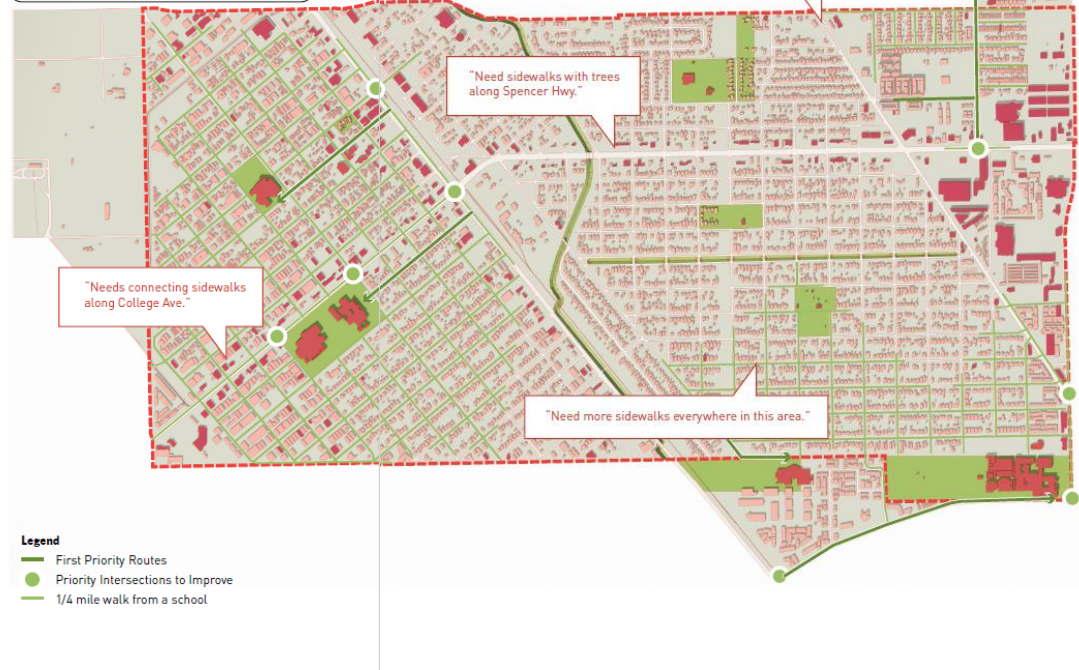 “Need sidewalks with trees
along Spencer Hwy.”
“Needs connecting sidewalks
along College Ave.”
“Need more sidewalks everywhere in this area.”
Legend
First Priority Routes
Priority Intersections to Improve
1/4 mile walk from a school